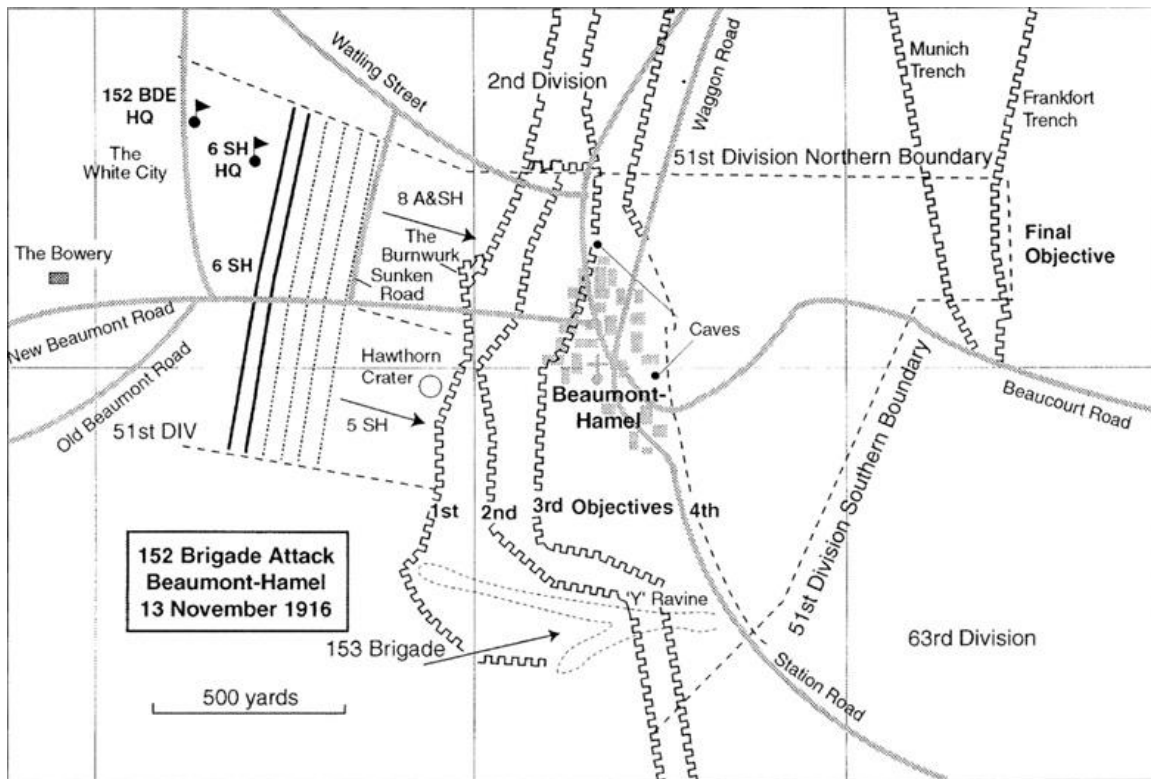 Watling Street
2nd Division
Waggon Road
Munich
Trench
Frankfort
Trench
152 BDE
HQ
6 SH
HQ
The
White City
51st Division Northern Boundary
8 A&SH
The
Burnwurk
Sunken
Road
Final
Objective
The Bowery
6 SH
New Beaumont Road
Old Beaumont Road
Hawthorn
Crater
Caves
Beaumont-
Hamel
Beaucourt Road
51st DIV
5 SH
1st
2nd
3rd Objectives 4th
51st Division Southern Boundary
152 Brigade Attack
Beaumont-Hamel
13 November 1916
'Y' Ravine
153 Brigade
63rd Division
Station Road
500 yards